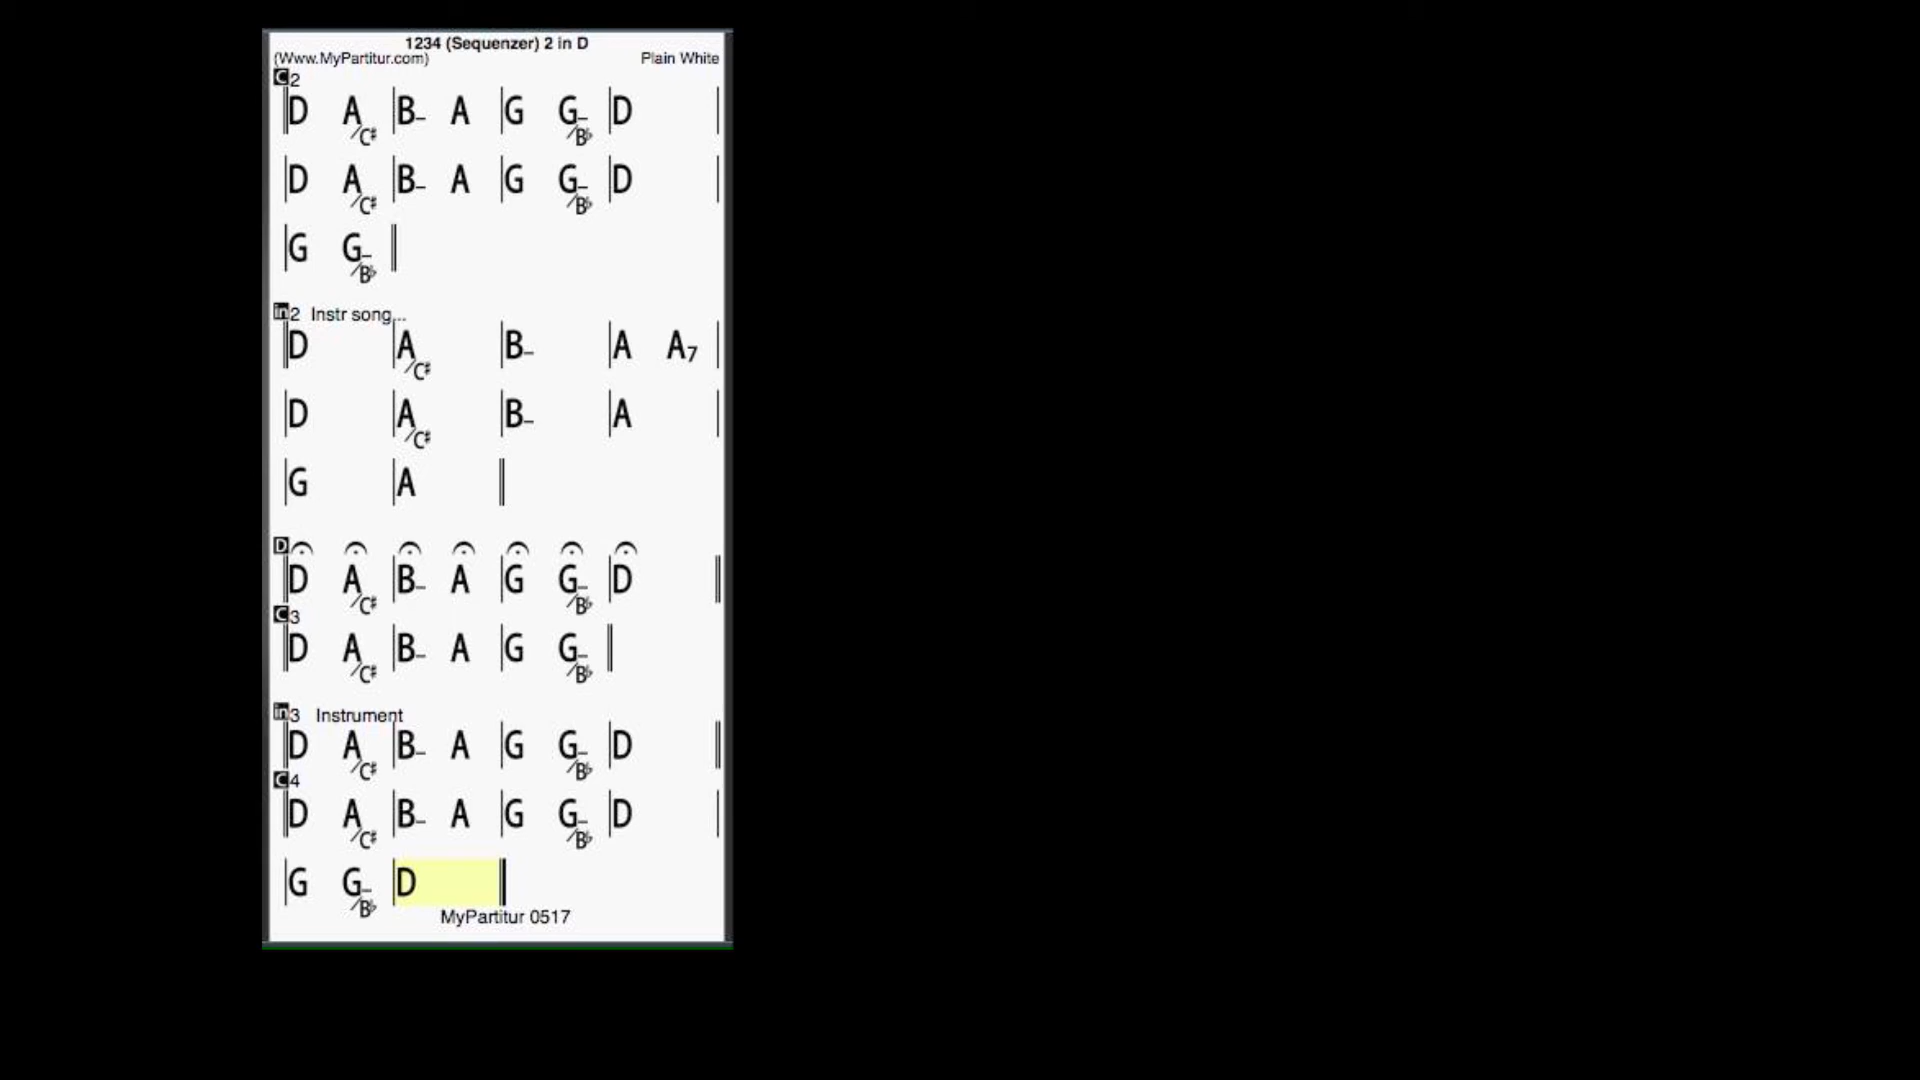 1234 (Sequenzer) 2 in D
(Www.MyPartitur.com) Plain White
C2
D A/C♯ B– A G G–/B♭ D
D A/C♯ B– A G G–/B♭ D
G G–/B♭
in2 Instr song...
D A/C♯ B– A A7
D A/C♯ B– A
G A
D
D A/C♯ B– A G G–/B♭ D
C3
D A/C♯ B– A G G–/B♭
in3 Instrument
D A/C♯ B– A G G–/B♭ D
C4
D A/C♯ B– A G G–/B♭ D
G G–/B♭ D
MyPartitur 0517